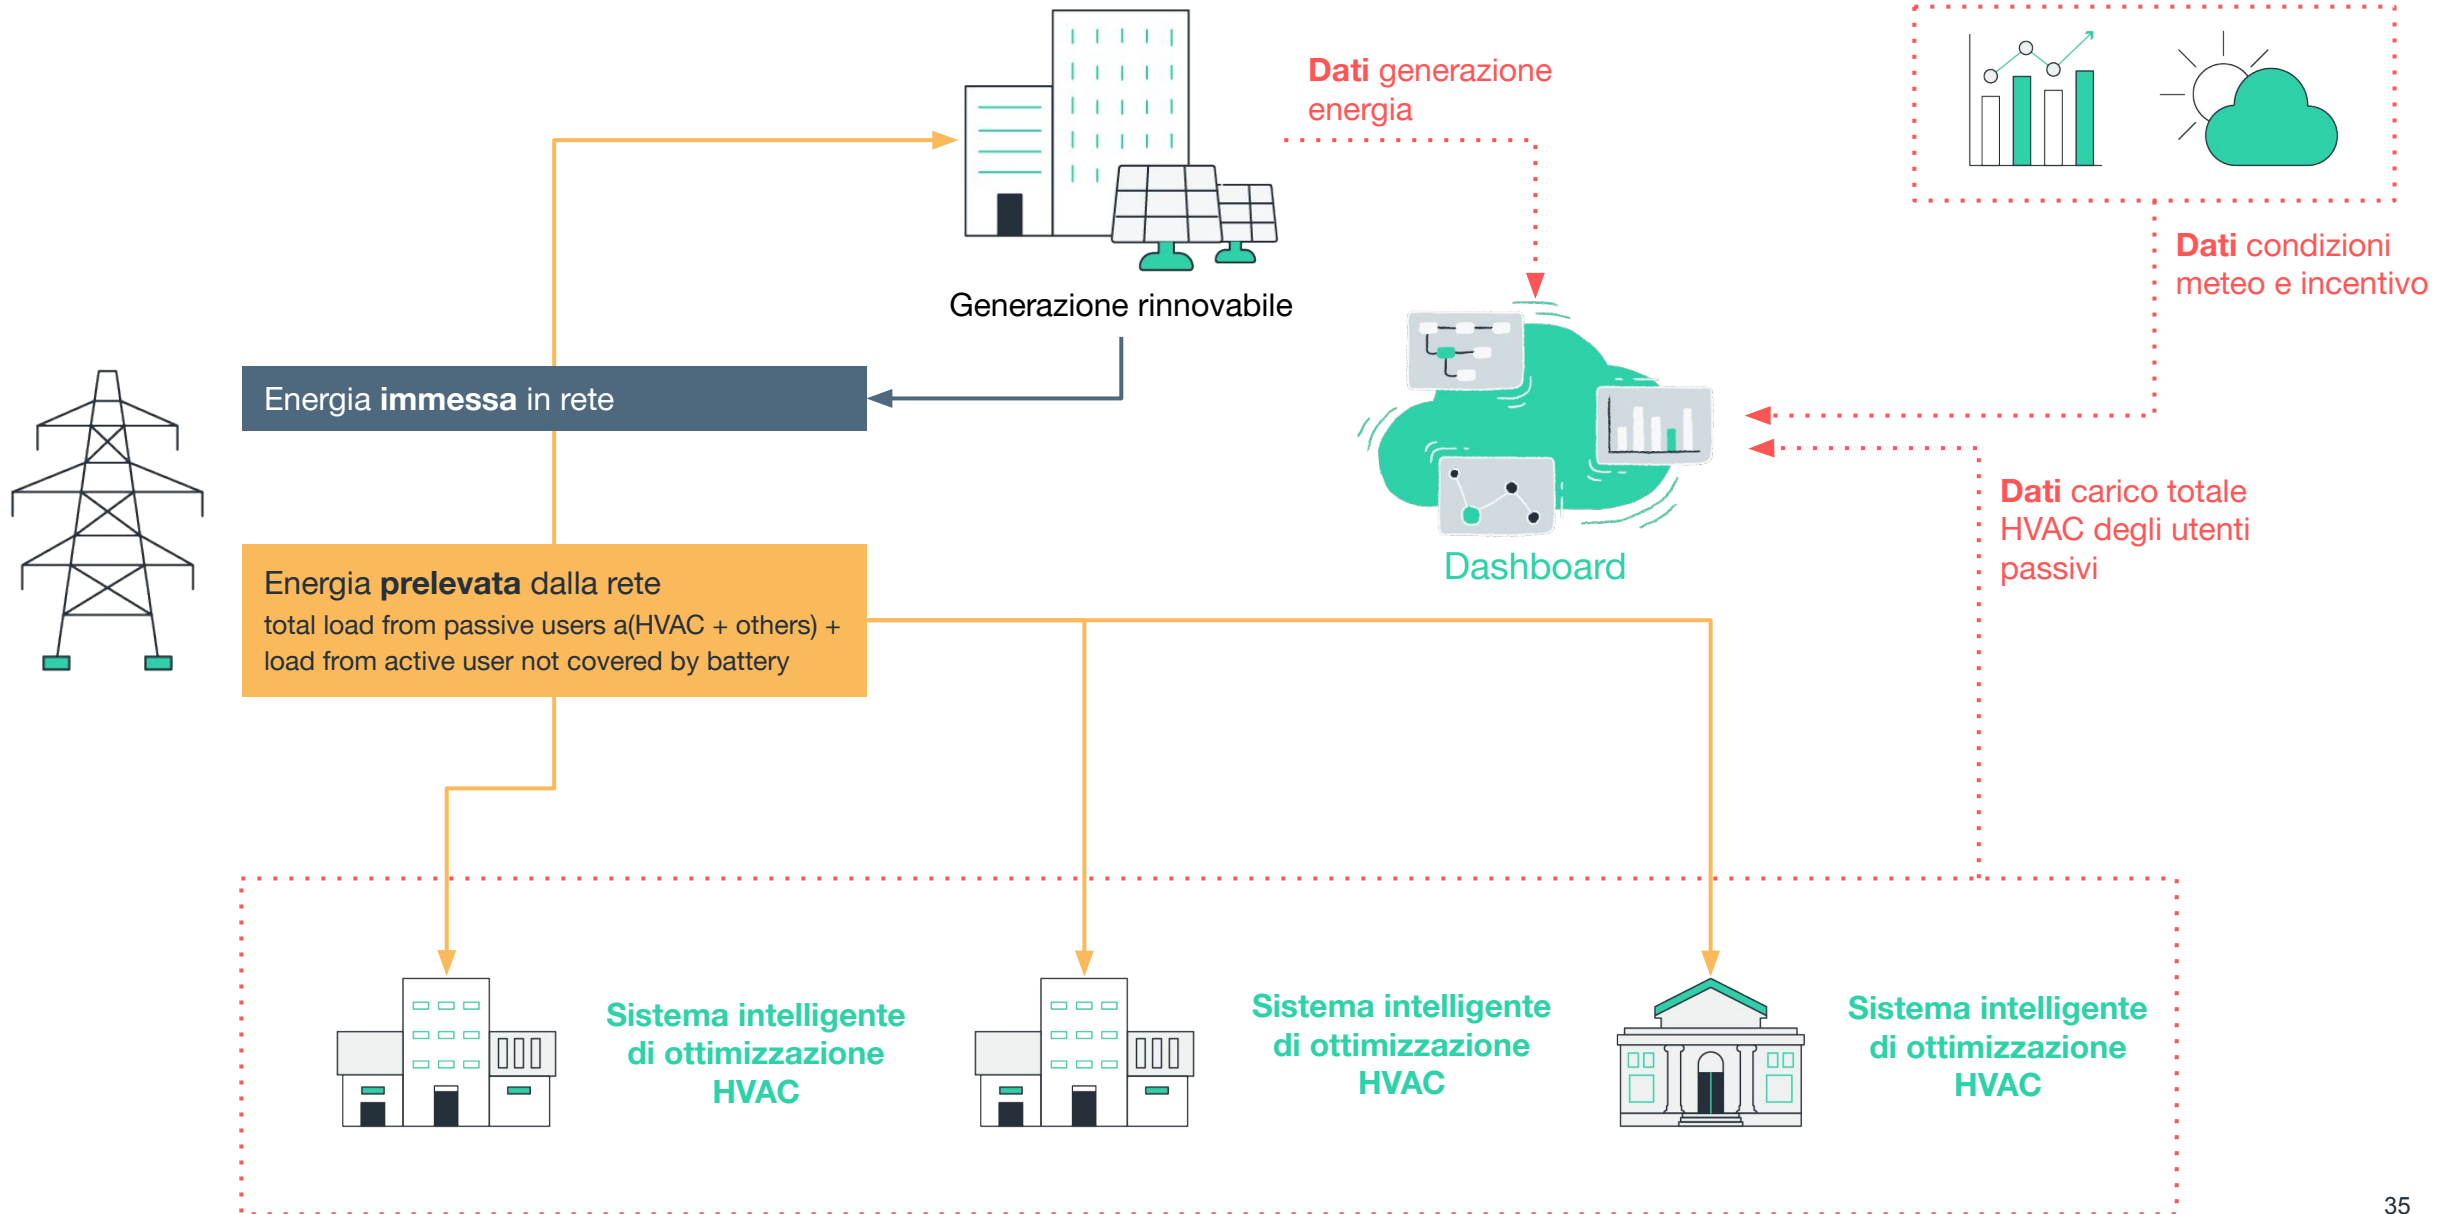 Dati generazione
energia
Dati condizioni
meteo e incentivo
Generazione rinnovabile
Energia immessa in rete
Dati carico totale
HVAC degli utenti
passivi
Dashboard
Energia prelevata dalla rete
total load from passive users a(HVAC + others) +
load from active user not covered by battery
Sistema intelligente
di ottimizzazione
HVAC
Sistema intelligente
di ottimizzazione
HVAC
Sistema intelligente
di ottimizzazione
HVAC
35